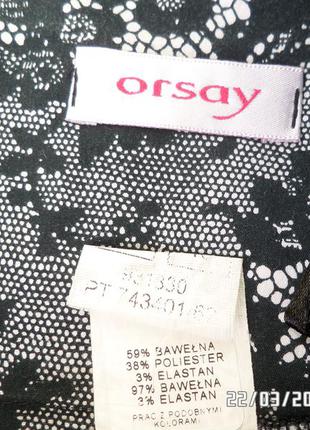 orsay
PT 743401/62
59% BAWEŁNA
38% POLIESTER
3% ELASTAN
97% BAWEŁNA
3% ELASTAN
PRAĆ Z PODOBNYMI
KOLORAMI
22/03/20